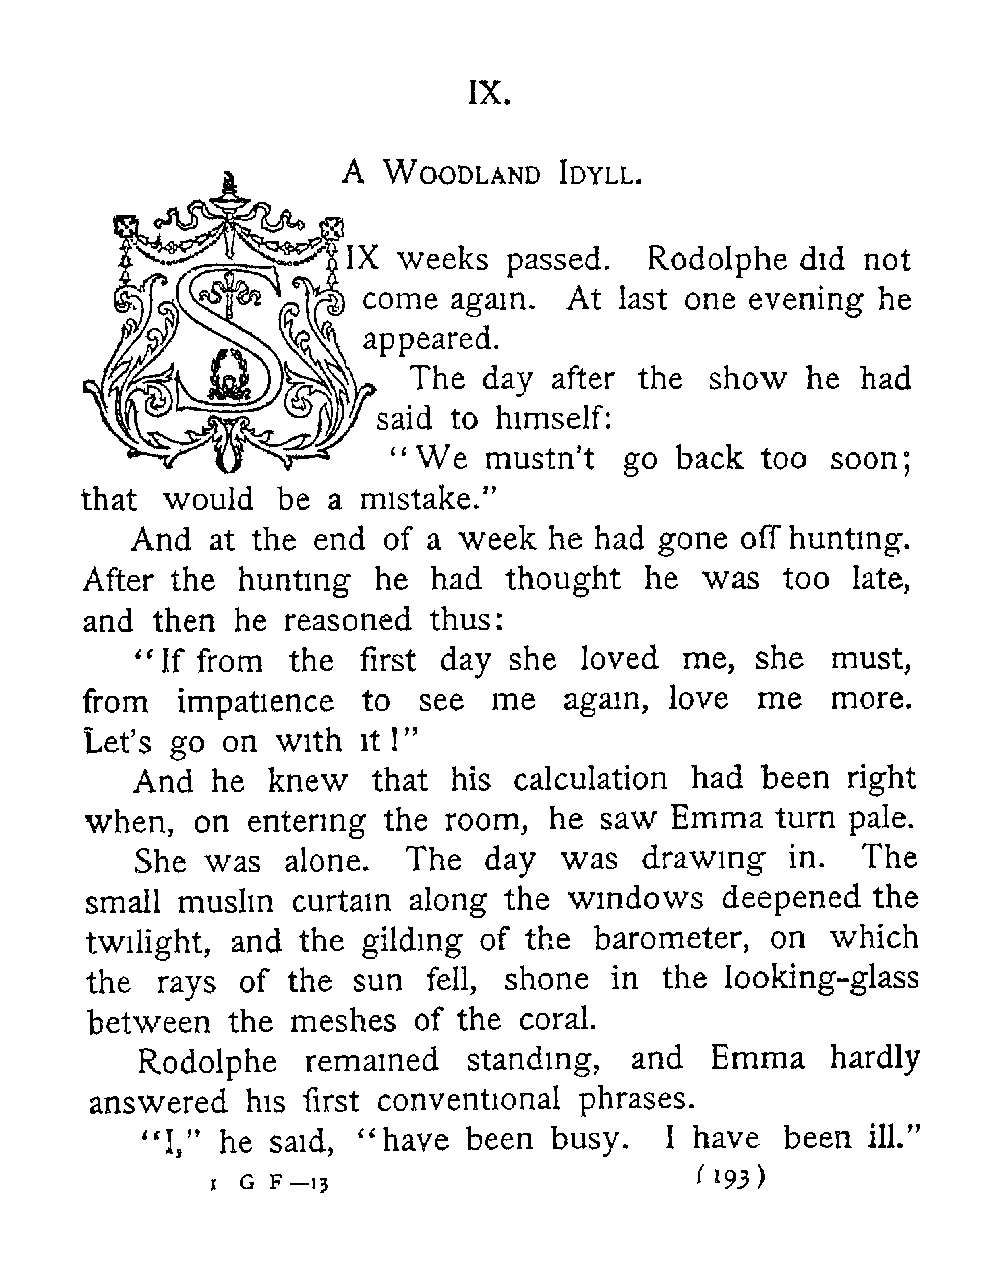 IX.
A Woodland Idyll.
SIX weeks passed. Rodolphe did not
come again. At last one evening he
appeared.
The day after the show he had
said to himself:
"We mustn't go back too soon;
that would be a mistake."
And at the end of a week he had gone off hunting.
After the hunting he had thought he was too late,
and then he reasoned thus:
"If from the first day she loved me, she must,
from impatience to see me again, love me more.
Let's go on with it!"
And he knew that his calculation had been right
when, on entering the room, he saw Emma turn pale.
She was alone. The day was drawing in. The
small muslin curtain along the windows deepened the
twilight, and the gilding of the barometer, on which
the rays of the sun fell, shone in the looking-glass
between the meshes of the coral.
Rodolphe remained standing, and Emma hardly
answered his first conventional phrases.
"I," he said, "have been busy. I have been ill."
1 G F—13
(193)